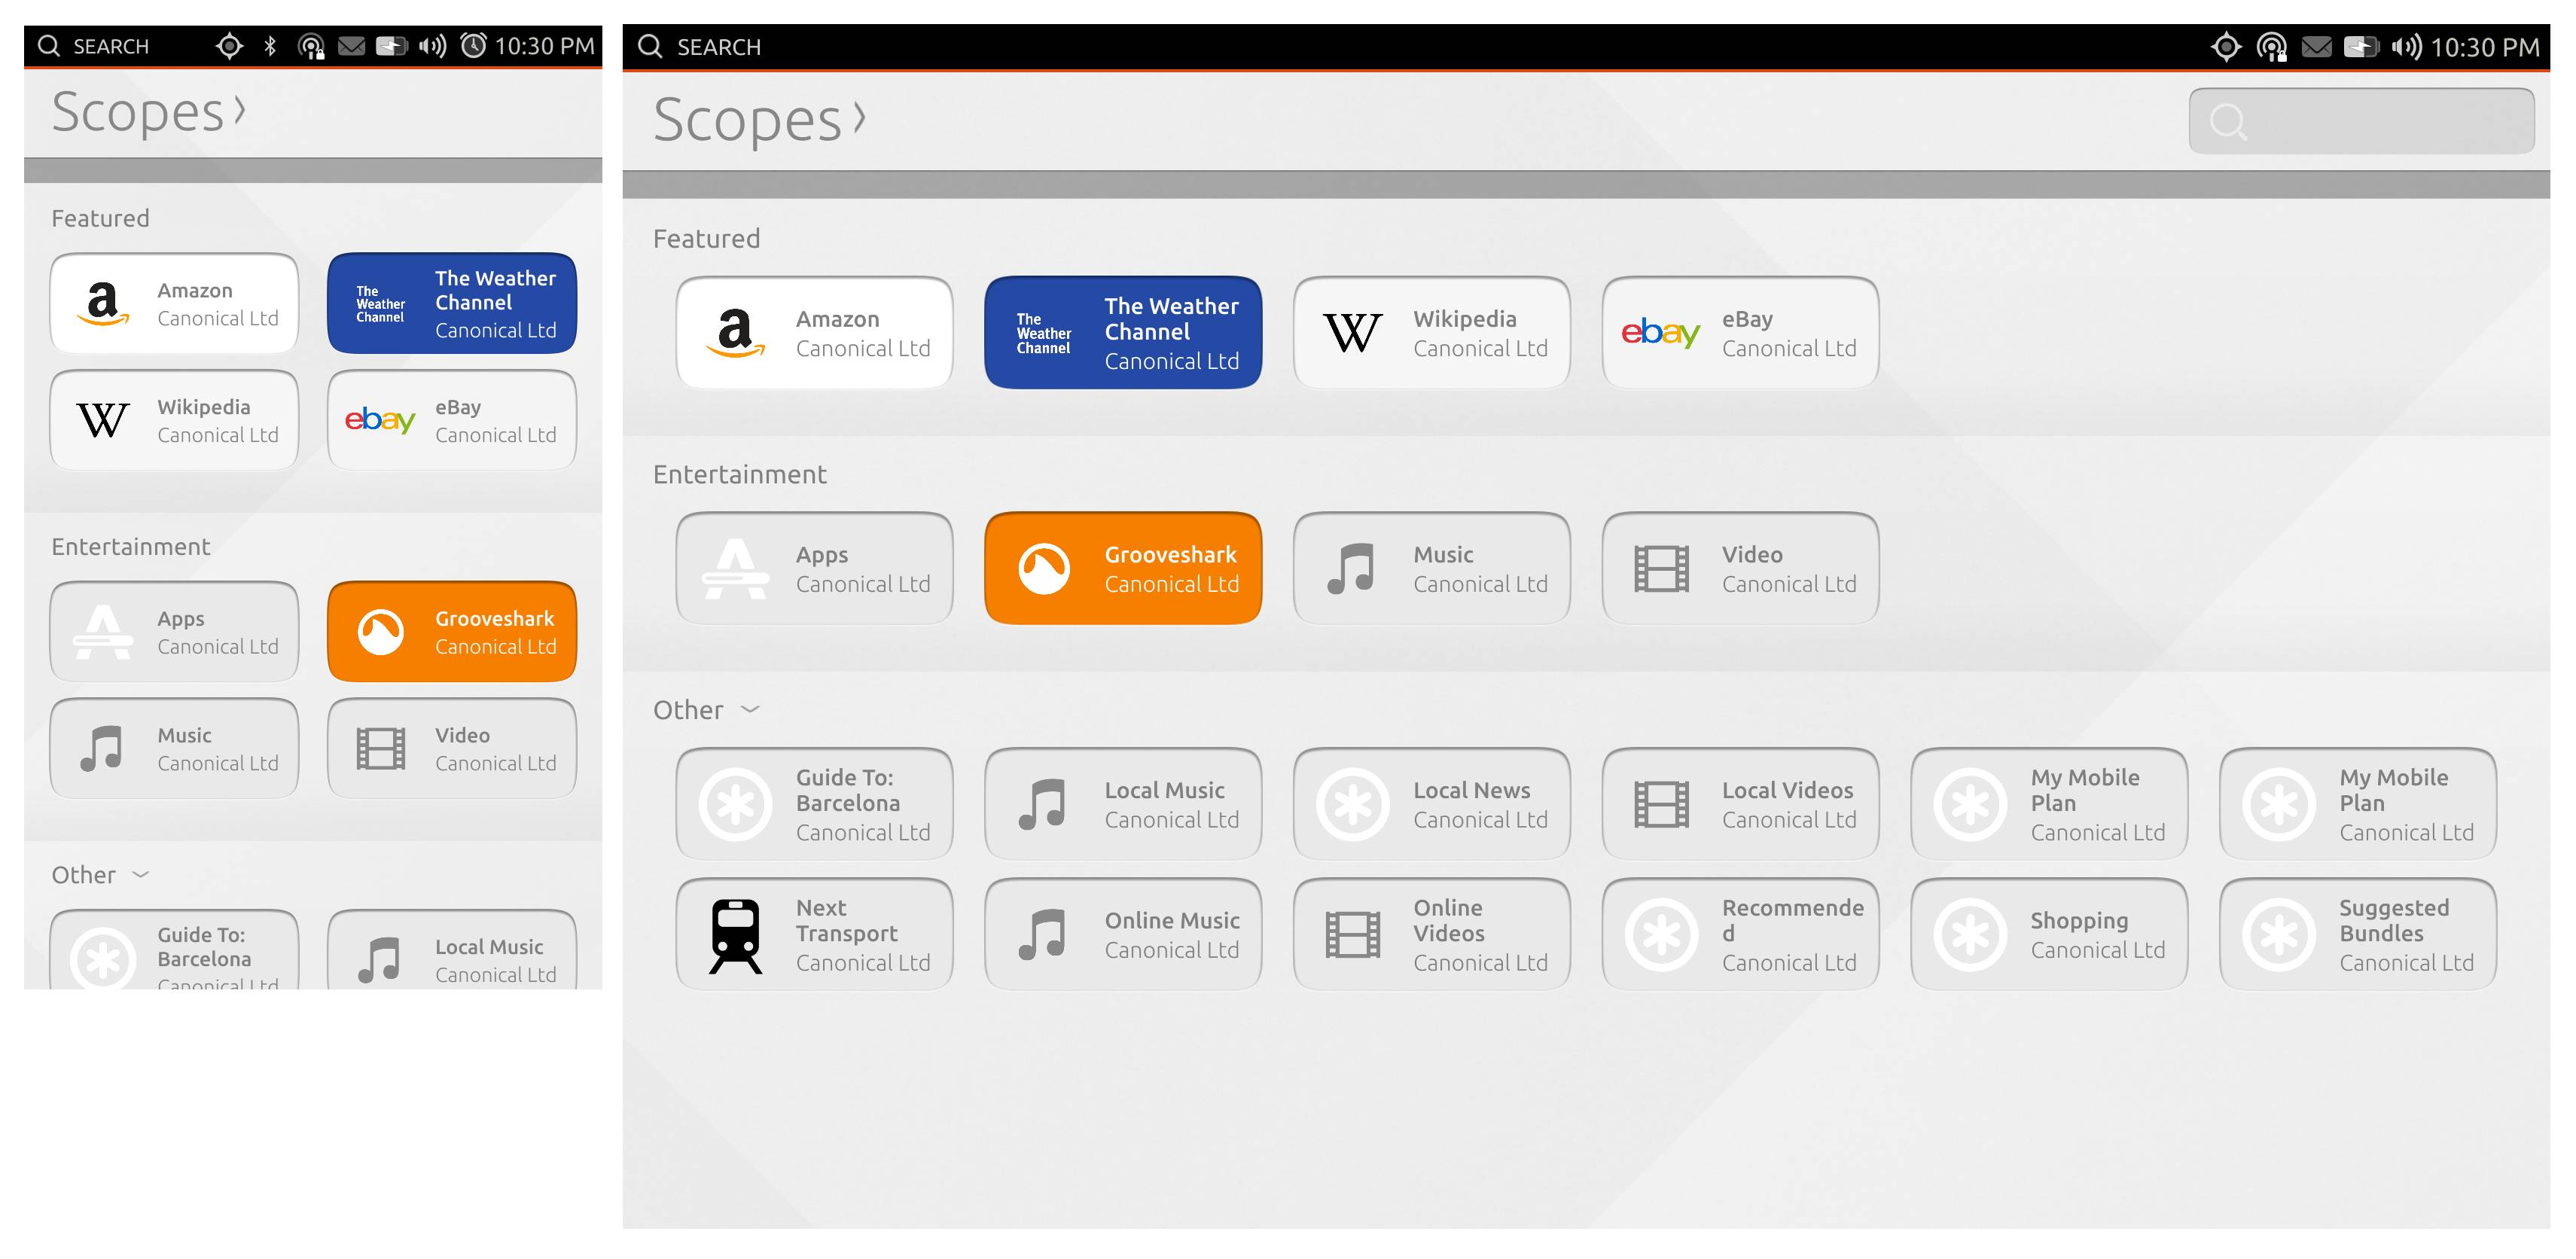 SEARCH 10:30 PM
Scopes
Featured
a Amazon
Canonical Ltd
The Weather Channel
The Weather
Channel
Canonical Ltd
W Wikipedia
Canonical Ltd
ebay eBay
Canonical Ltd
Entertainment
Apps
Canonical Ltd
Grooveshark
Canonical Ltd
Music
Canonical Ltd
Video
Canonical Ltd
Other
Guide To:
Barcelona
Canonical Ltd
Local Music
Canonical Ltd
SEARCH 10:30 PM
Scopes
Featured
a Amazon
Canonical Ltd
The Weather Channel
The Weather
Channel
Canonical Ltd
W Wikipedia
Canonical Ltd
ebay eBay
Canonical Ltd
Entertainment
Apps
Canonical Ltd
Grooveshark
Canonical Ltd
Music
Canonical Ltd
Video
Canonical Ltd
Other
Guide To:
Barcelona
Canonical Ltd
Local Music
Canonical Ltd
Local News
Canonical Ltd
Local Videos
Canonical Ltd
My Mobile
Plan
Canonical Ltd
My Mobile
Plan
Canonical Ltd
Next
Transport
Canonical Ltd
Online Music
Canonical Ltd
Online
Videos
Canonical Ltd
Recommende
d
Canonical Ltd
Shopping
Canonical Ltd
Suggested
Bundles
Canonical Ltd